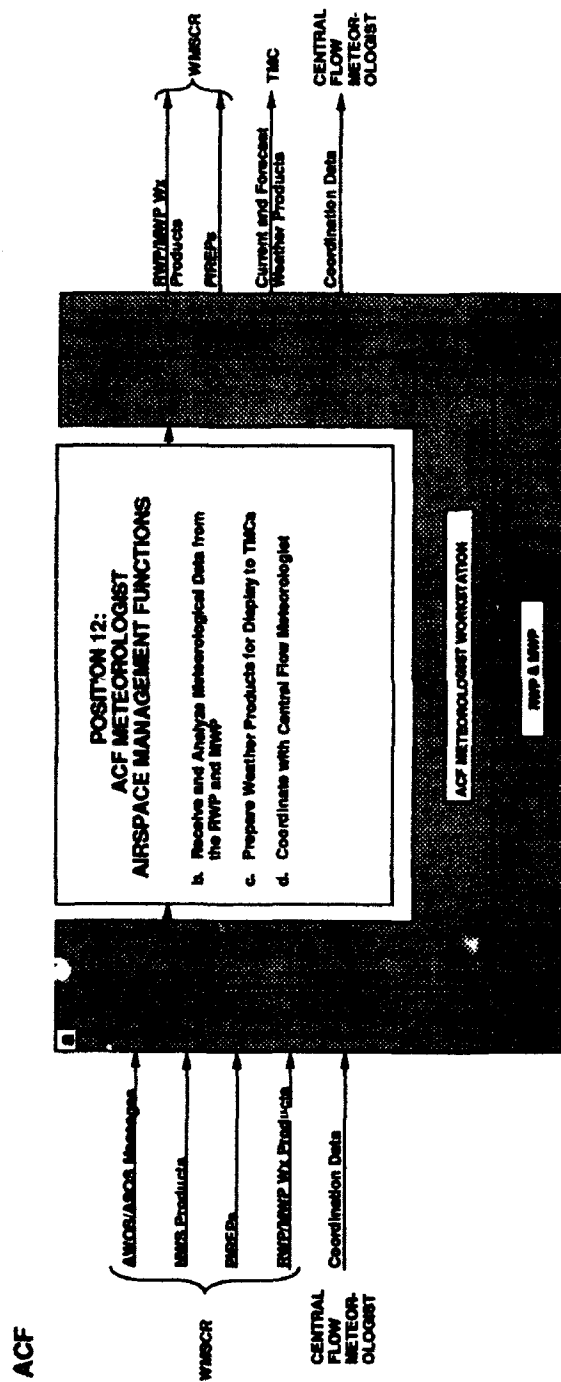 ACF
WMSCR
AWOS/ASOS Messages
NWS Products
PIREPs
RWP/MWP Wx Products
CENTRAL
FLOW
METEOR-
OLOGIST
Coordination Data
a
POSITION 12:
ACF METEOROLOGIST
AIRSPACE MANAGEMENT FUNCTIONS
b. Receive and Analyze Meteorological Data from
the RWP and MWP
c. Prepare Weather Products for Display to TMCs
d. Coordinate with Central Flow Meteorologist
ACF METEOROLOGIST WORKSTATION
RWP & MWP
RWP/MWP Wx
Products
PIREPs
WMSCR
Current and Forecast
Weather Products
TMC
Coordination Data
CENTRAL
FLOW
METEOR-
OLOGIST